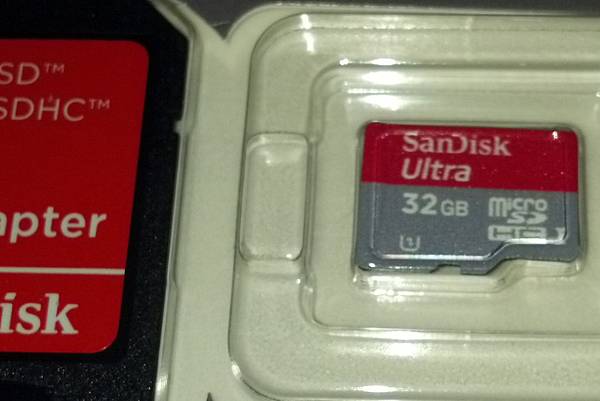 SD™
SDHC™
apter
isk
SanDisk
Ultra
32GB
micro
SD
HC I
1